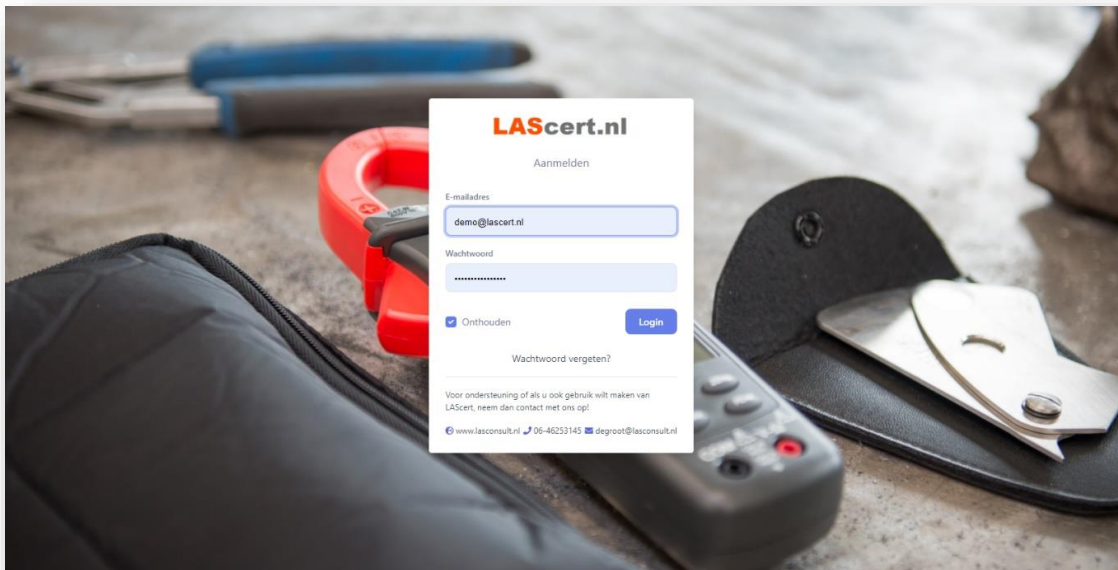 LAScert.nl
Aanmelden
E-mailadres
demo@lascert.nl
Wachtwoord
••••••••••••••••
Onthouden
Login
Wachtwoord vergeten?
Voor ondersteuning of als u ook gebruik wilt maken van
LAScert, neem dan contact met ons op!
www.lasconsult.nl 06-46253145 degroot@lasconsult.nl